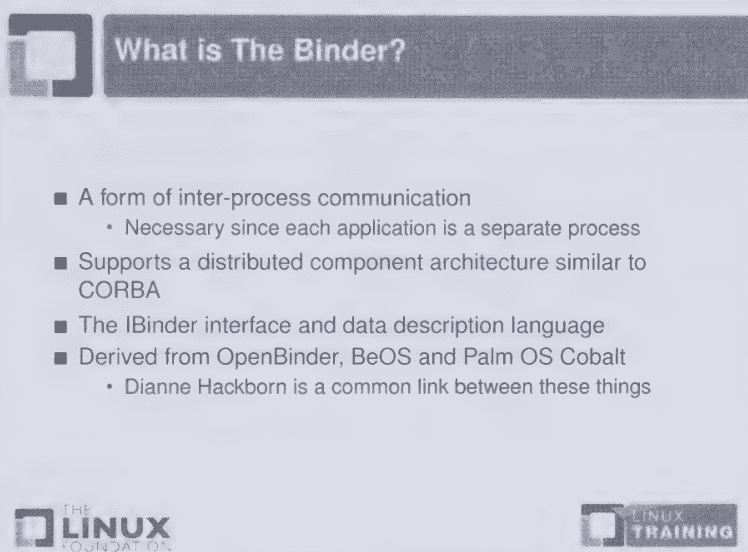 What is The Binder?
A form of inter-process communication
• Necessary since each application is a separate process
Supports a distributed component architecture similar to
CORBA
The IBinder interface and data description language
Derived from OpenBinder, BeOS and Palm OS Cobalt
• Dianne Hackborn is a common link between these things
THE
LINUX
FOUNDATION
LINUX
TRAINING